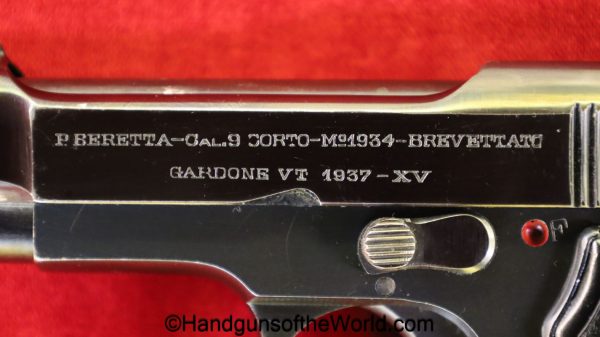 P. BERETTA-CAL.9 CORTO-Mo1934-BREVETTATO
GARDONE VT 1937-XV
F
©HandgunsoftheWorld.com